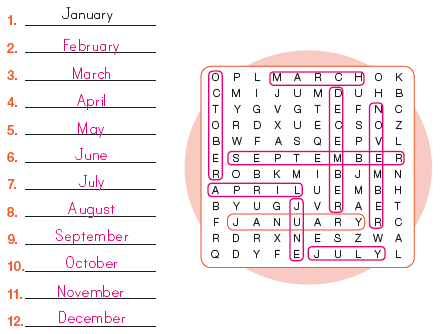 1. January
2. February
3. March
4. April
5. May
6. June
7. July
8. August
9. September
10. October
11. November
12. December
O P L M A R C H O K
C M I J U M D U H B
T Y G V G T E F N C
O R D X U E C S O Z
B W F A S Q E P V L
E S E P T E M B E R
R O B K M I B J M N
A P R I L U E M B H
B Y U G J V R A E T
F J A N U A R Y R C
R D R X N E S Z W A
Q D Y F E J U L Y L